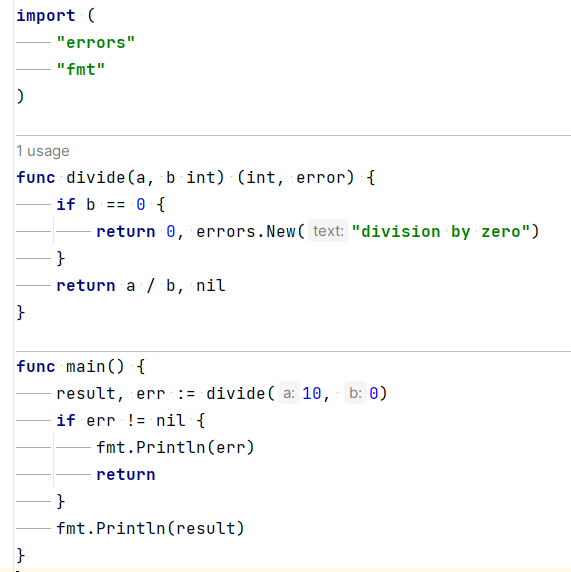 import (
    "errors"
    "fmt"
)
1 usage
func divide(a, b int) (int, error) {
    if b == 0 {
        return 0, errors.New( text: "division by zero")
    }
    return a / b, nil
}
func main() {
    result, err := divide( a: 10, b: 0)
    if err != nil {
        fmt.Println(err)
        return
    }
    fmt.Println(result)
}